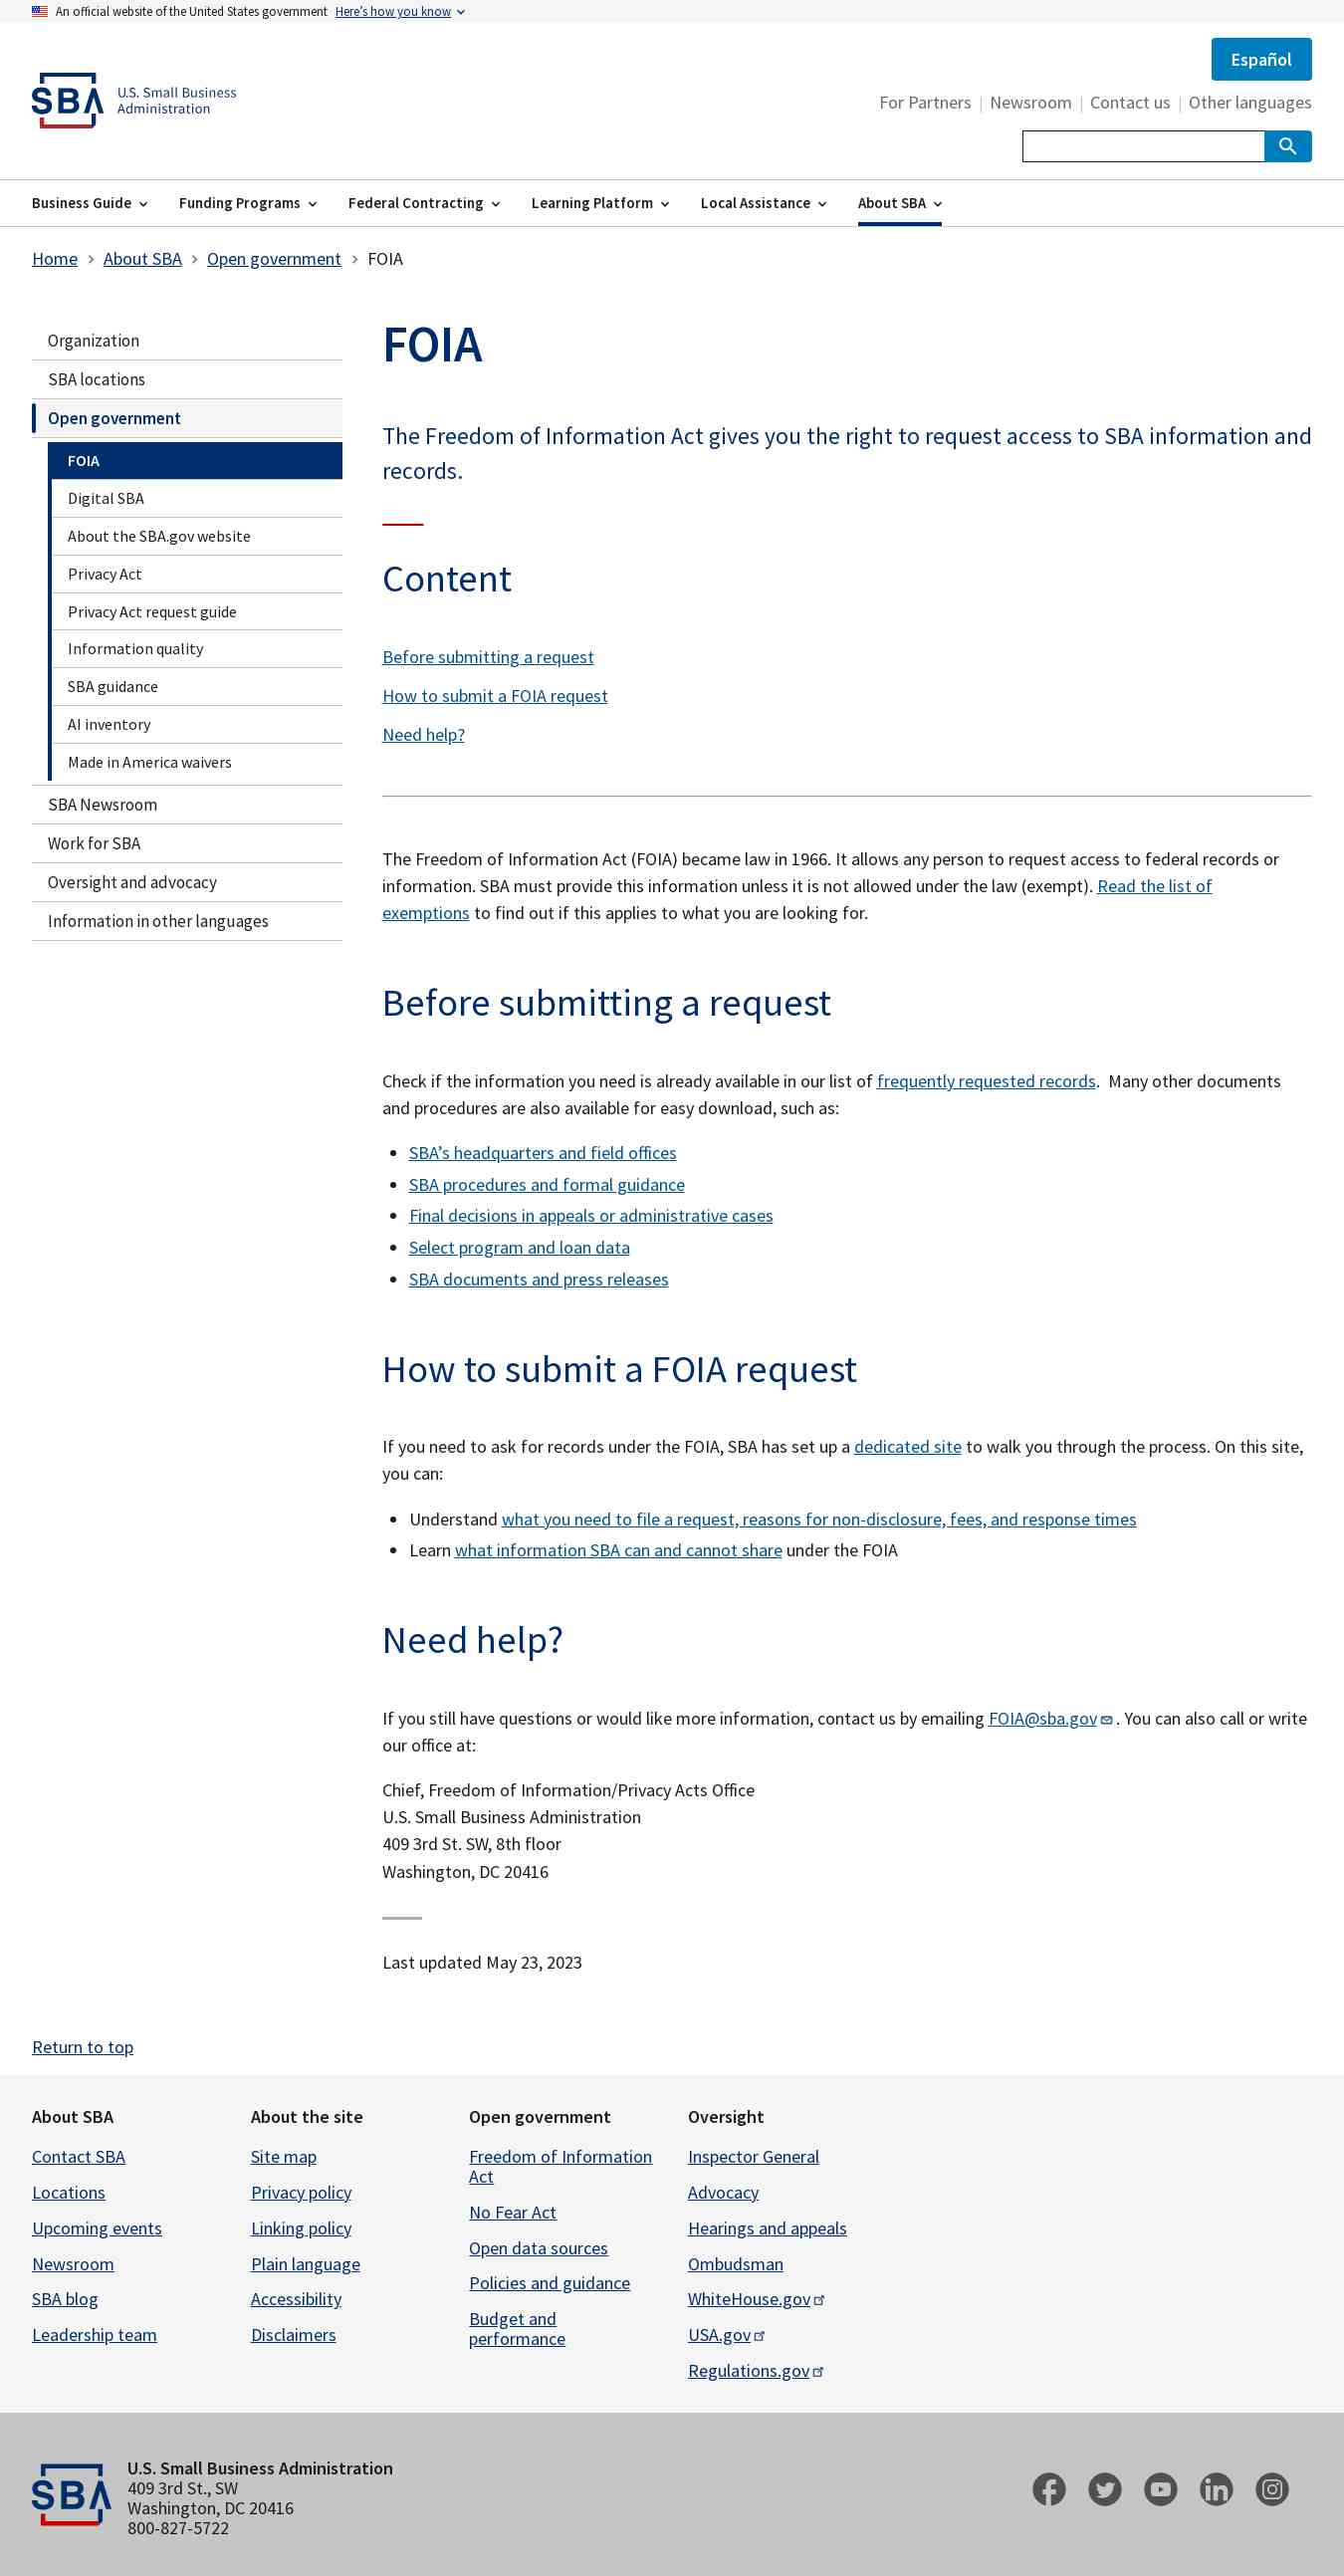 An official website of the United States government Here’s how you know
Español
SBA U.S. Small Business
Administration
For Partners | Newsroom | Contact us | Other languages
Business Guide Funding Programs Federal Contracting Learning Platform Local Assistance About SBA
Home > About SBA > Open government > FOIA
Organization
SBA locations
Open government
FOIA
Digital SBA
About the SBA.gov website
Privacy Act
Privacy Act request guide
Information quality
SBA guidance
AI inventory
Made in America waivers
SBA Newsroom
Work for SBA
Oversight and advocacy
Information in other languages
FOIA
The Freedom of Information Act gives you the right to request access to SBA information and
records.
Content
Before submitting a request
How to submit a FOIA request
Need help?
The Freedom of Information Act (FOIA) became law in 1966. It allows any person to request access to federal records or
information. SBA must provide this information unless it is not allowed under the law (exempt). Read the list of
exemptions to find out if this applies to what you are looking for.
Before submitting a request
Check if the information you need is already available in our list of frequently requested records.  Many other documents
and procedures are also available for easy download, such as:
• SBA’s headquarters and field offices
• SBA procedures and formal guidance
• Final decisions in appeals or administrative cases
• Select program and loan data
• SBA documents and press releases
How to submit a FOIA request
If you need to ask for records under the FOIA, SBA has set up a dedicated site to walk you through the process. On this site,
you can:
• Understand what you need to file a request, reasons for non-disclosure, fees, and response times
• Learn what information SBA can and cannot share under the FOIA
Need help?
If you still have questions or would like more information, contact us by emailing FOIA@sba.gov. You can also call or write
our office at:
Chief, Freedom of Information/Privacy Acts Office
U.S. Small Business Administration
409 3rd St. SW, 8th floor
Washington, DC 20416
Last updated May 23, 2023
Return to top
About SBA
Contact SBA
Locations
Upcoming events
Newsroom
SBA blog
Leadership team
About the site
Site map
Privacy policy
Linking policy
Plain language
Accessibility
Disclaimers
Open government
Freedom of Information
Act
No Fear Act
Open data sources
Policies and guidance
Budget and
performance
Oversight
Inspector General
Advocacy
Hearings and appeals
Ombudsman
WhiteHouse.gov
USA.gov
Regulations.gov
SBA
U.S. Small Business Administration
409 3rd St., SW
Washington, DC 20416
800-827-5722